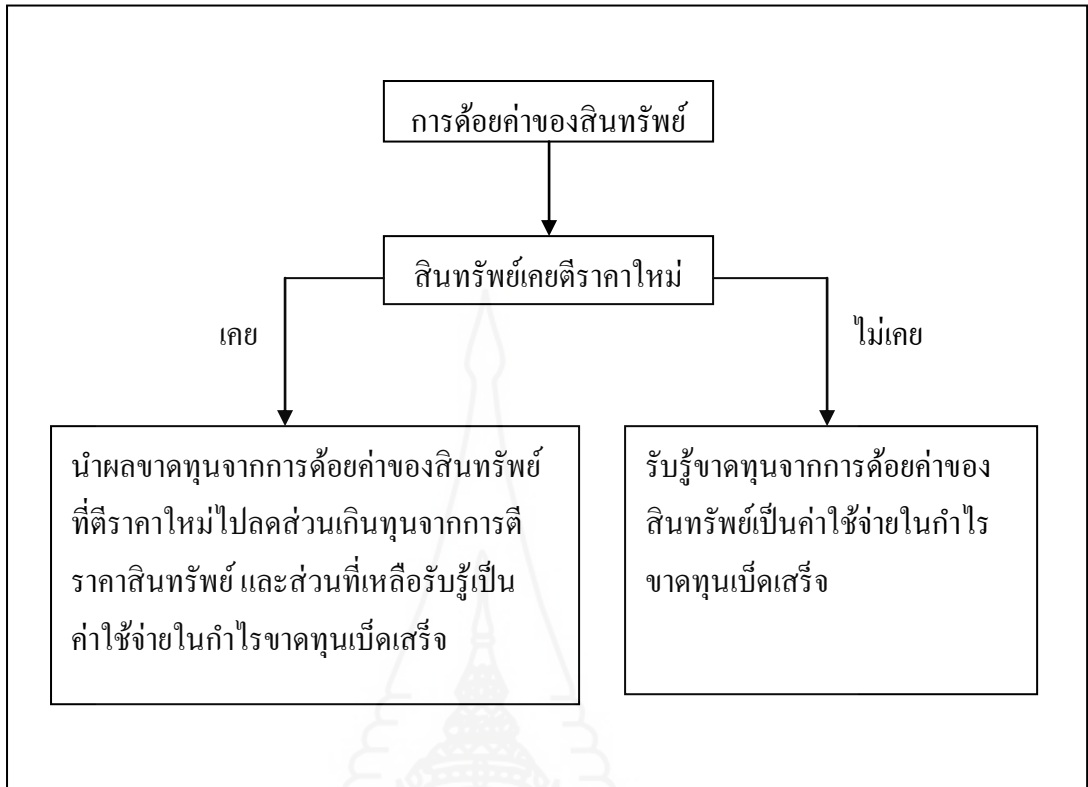 การด้อยค่าของสินทรัพย์
สินทรัพย์เคยตีราคาใหม่
เคย
ไม่เคย
นำผลขาดทุนจากการด้อยค่าของสินทรัพย์
ที่ตีราคาใหม่ไปลดส่วนเกินทุนจากการตี
ราคาสินทรัพย์ และส่วนที่เหลือรับรู้เป็น
ค่าใช้จ่ายในกำไรขาดทุนเบ็ดเสร็จ
รับรู้ขาดทุนจากการด้อยค่าของ
สินทรัพย์เป็นค่าใช้จ่ายในกำไร
ขาดทุนเบ็ดเสร็จ